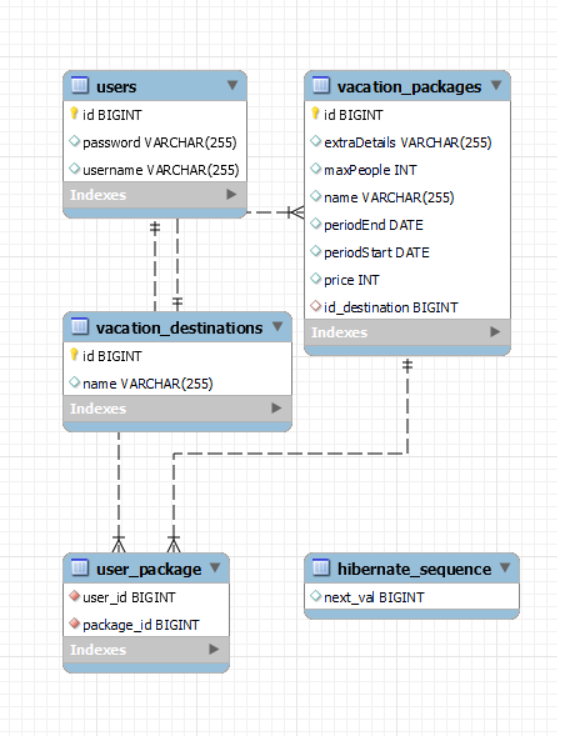 users
id BIGINT
password VARCHAR(255)
username VARCHAR(255)
Indexes
vacation_packages
id BIGINT
extraDetails VARCHAR(255)
maxPeople INT
name VARCHAR(255)
periodEnd DATE
periodStart DATE
price INT
id_destination BIGINT
Indexes
vacation_destinations
id BIGINT
name VARCHAR(255)
Indexes
user_package
user_id BIGINT
package_id BIGINT
Indexes
hibernate_sequence
next_val BIGINT